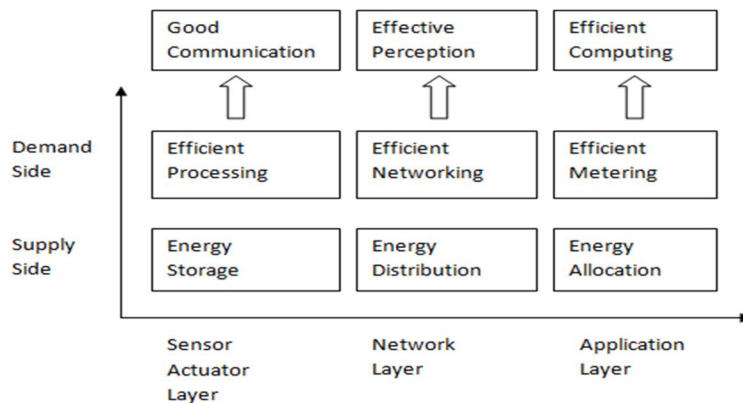 Good
Communication
Effective
Perception
Efficient
Computing
Demand
Side
Efficient
Processing
Efficient
Networking
Efficient
Metering
Supply
Side
Energy
Storage
Energy
Distribution
Energy
Allocation
Sensor
Actuator
Layer
Network
Layer
Application
Layer